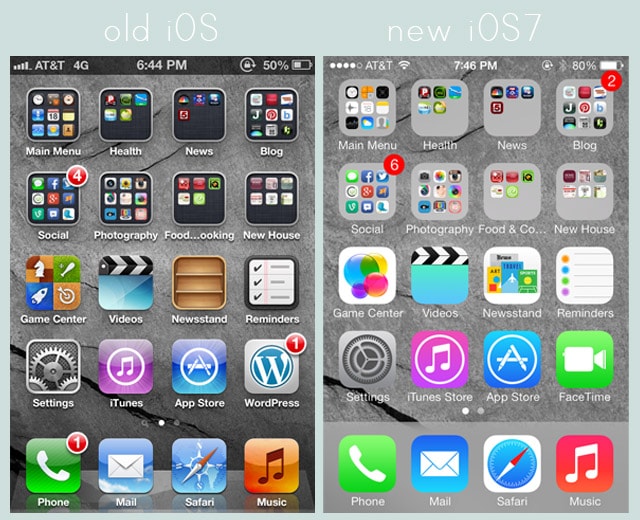 old iOS
new iOS7
AT&T 4G 6:44 PM 50%
Main Menu Health News Blog
4
Social Photography Food...ooking New House
Game Center Videos Newsstand Reminders
1
Settings iTunes App Store WordPress
1
Phone Mail Safari Music
AT&T 7:46 PM 80%
2
Main Menu Health News Blog
6
Social Photography Food & Co... New House
Game Center Videos Newsstand Reminders
Settings iTunes Store App Store FaceTime
Phone Mail Safari Music